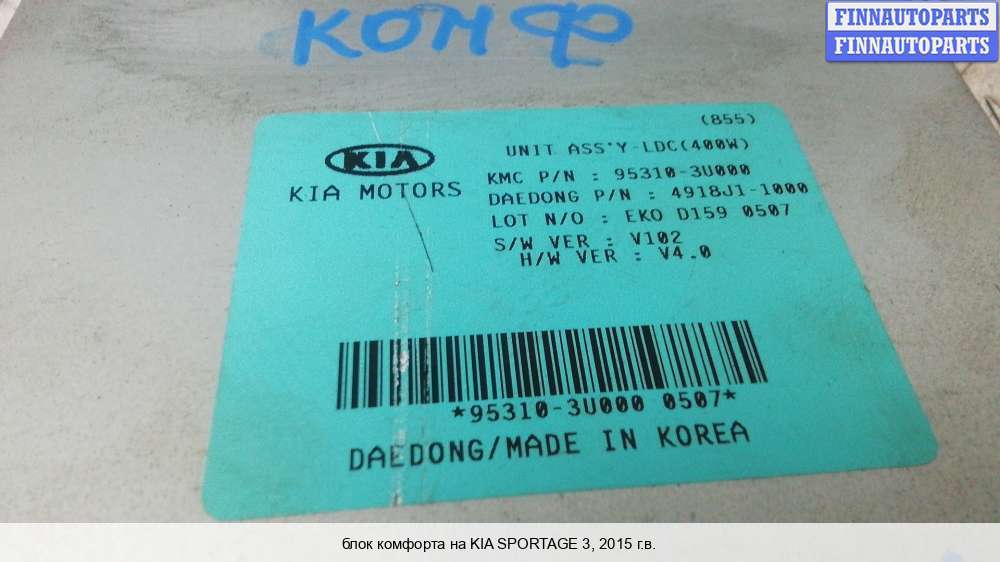 комф
FINNAUTOPARTS
FINNAUTOPARTS
(855)
UNIT ASS'Y-LDC(400W)
KIA
KIA MOTORS
KMC P/N : 95310-3U000
DAEDONG P/N : 4918J1-1000
LOT N/O : EKO D159 0507
S/W VER : V102
H/W VER : V4.0
*95310-3U000 0507*
DAEDONG/MADE IN KOREA
блок комфорта на KIA SPORTAGE 3, 2015 г.в.